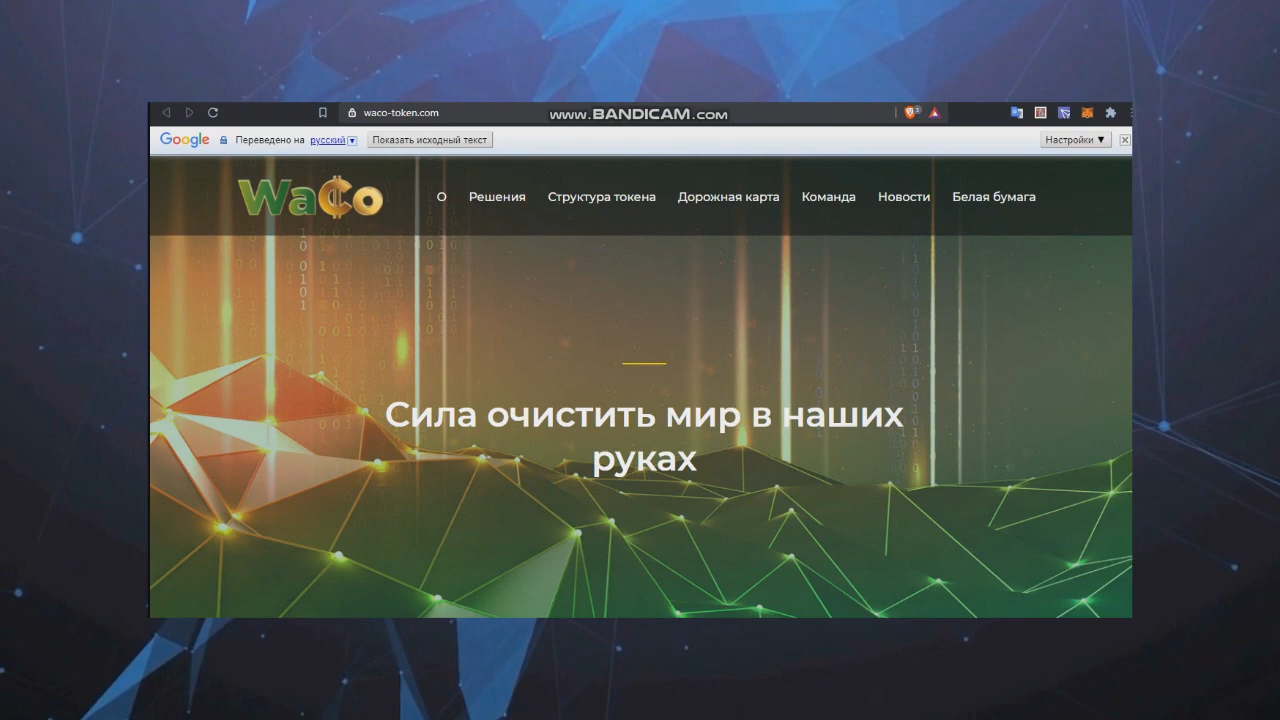 waco-token.com
www.BANDICAM.com
Google Переведено на русский Показать исходный текст Настройки ▼
WaCo
О Решения Структура токена Дорожная карта Команда Новости Белая бумага
Сила очистить мир в наших
руках